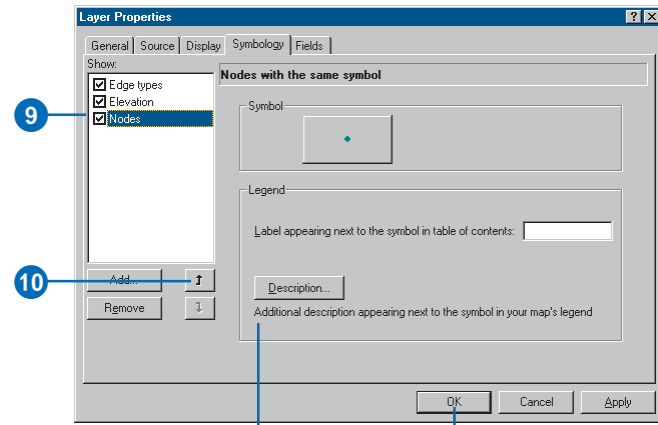 Layer Properties
General Source Display Symbology Fields
Show:
Edge types
Elevation
Nodes
Nodes with the same symbol
Symbol
Legend
Label appearing next to the symbol in table of contents:
Description...
Additional description appearing next to the symbol in your map's legend
Add...
Remove
OK Cancel Apply
9
10